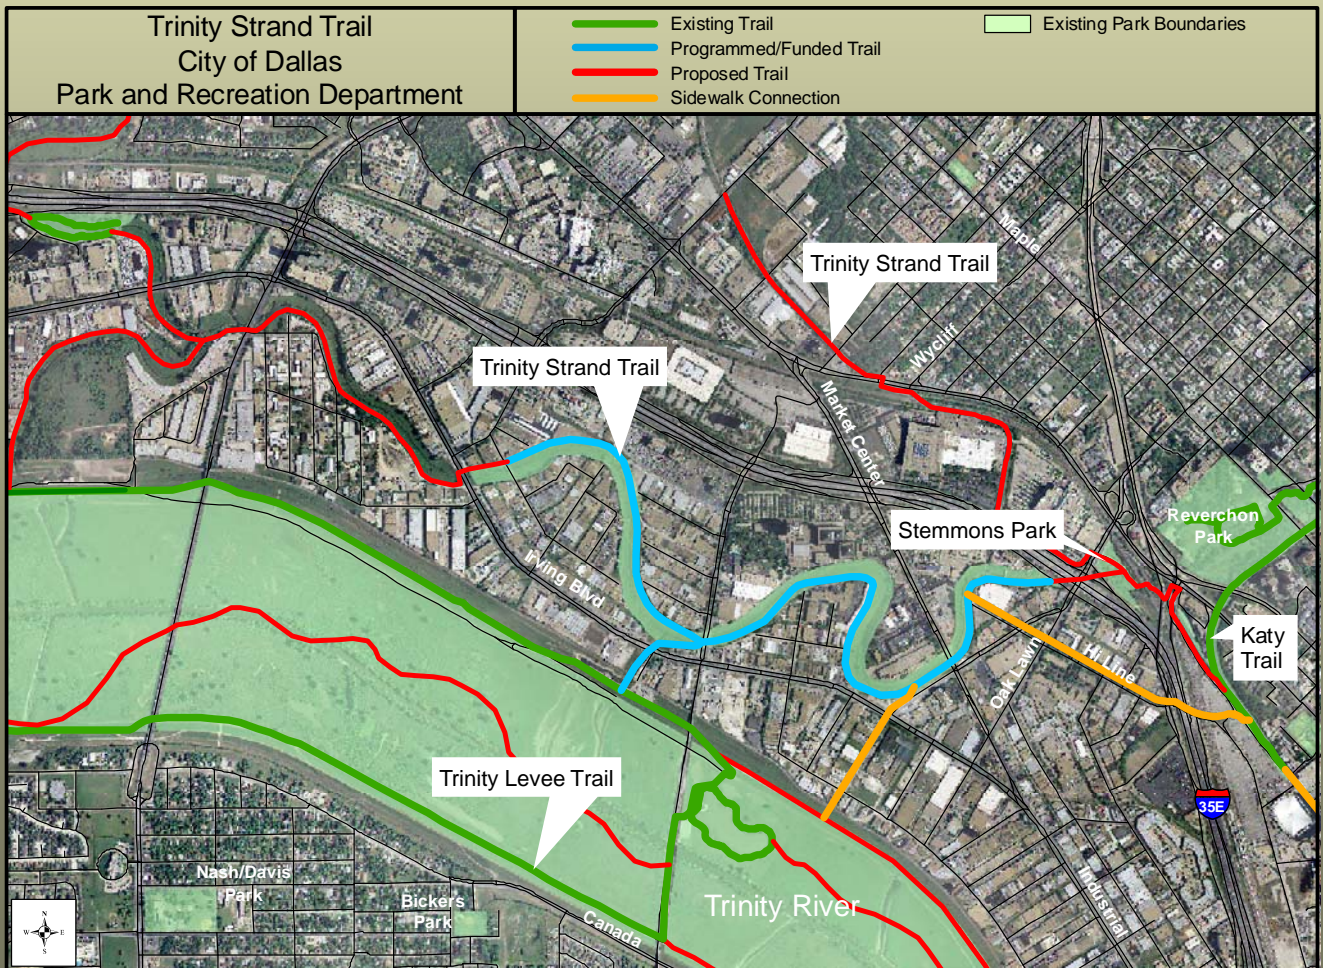 Trinity Strand Trail
City of Dallas
Park and Recreation Department
Existing Trail
Programmed/Funded Trail
Proposed Trail
Sidewalk Connection
Existing Park Boundaries
Maple
Trinity Strand Trail
Wycliff
Trinity Strand Trail
Market Center
Reverchon
Park
Stemmons Park
Irving Blvd
Katy
Trail
Hi Line
Oak Lawn
Trinity Levee Trail
35E
Nash/Davis
Park
Bickers
Park
Trinity River
Industrial
Canada
N
W
E
S